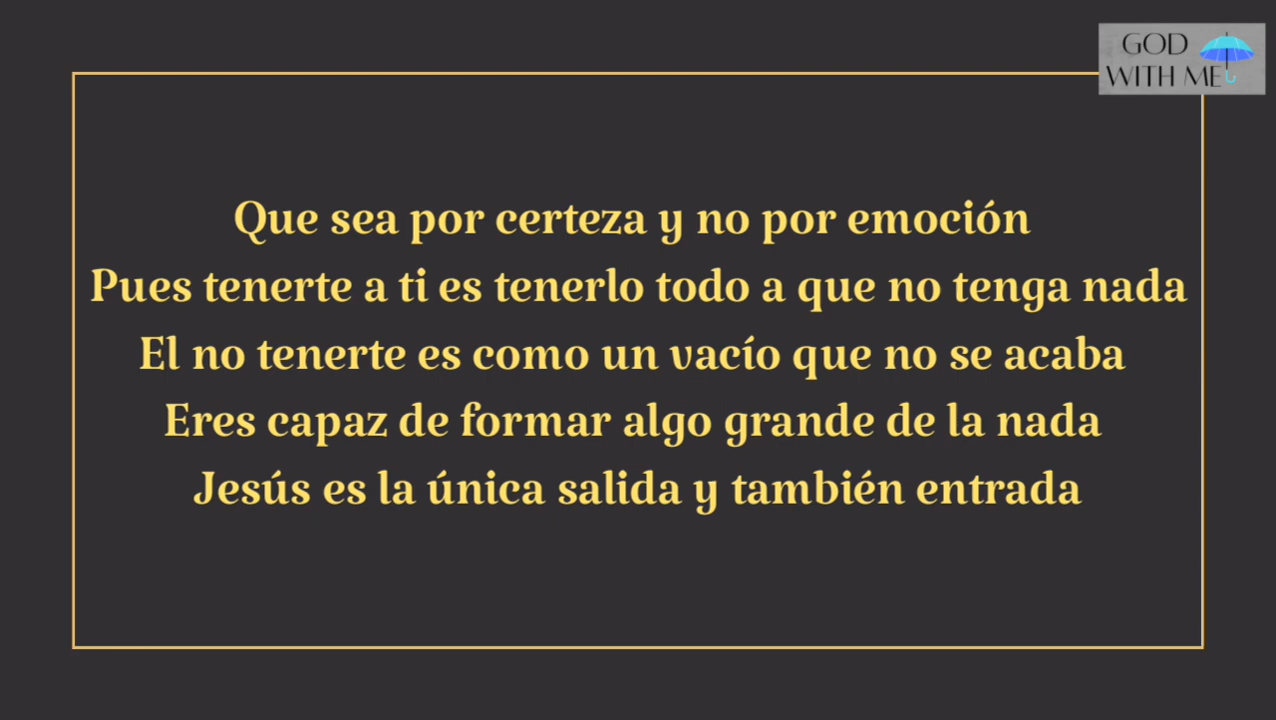 GOD
WITH ME
Que sea por certeza y no por emoción
Pues tenerte a ti es tenerlo todo a que no tenga nada
El no tenerte es como un vacío que no se acaba
Eres capaz de formar algo grande de la nada
Jesús es la única salida y también entrada